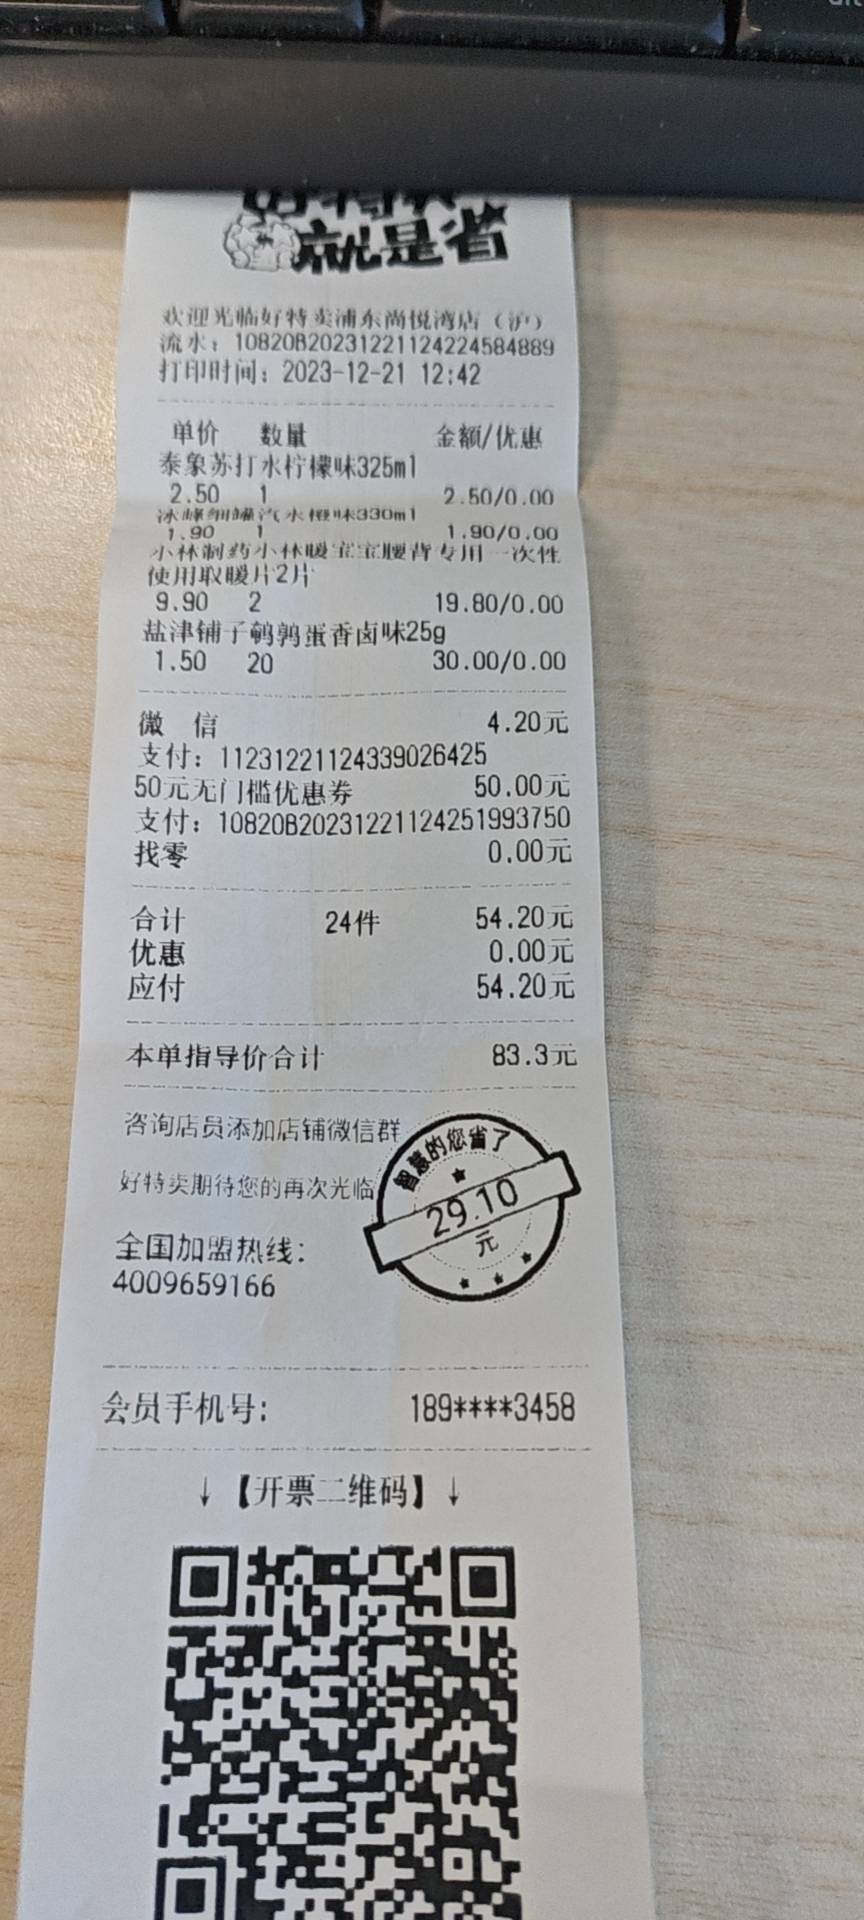 就是省
欢迎光临好特卖浦东尚悦湾店（沪）
流水：10820B202312211124224584889
打印时间：2023-12-21 12:42
单价 数量 金额/优惠
泰象苏打水柠檬味325ml
2.50 1 2.50/0.00
冰峰细罐汽水橙味330ml
1.90 1 1.90/0.00
小林制药小林暖宝宝腰背专用一次性
使用取暖片2片
9.90 2 19.80/0.00
盐津铺子鹌鹑蛋香卤味25g
1.50 20 30.00/0.00
微 信 4.20元
支付：11231221124339026425
50元无门槛优惠券 50.00元
支付：10820B202312211124251993750
找零 0.00元
合计 24件 54.20元
优惠 0.00元
应付 54.20元
本单指导价合计 83.3元
咨询店员添加店铺微信群
好特卖期待您的再次光临
智慧的您省了
29.10
元
全国加盟热线：
4009659166
会员手机号： 189****3458
↓【开票二维码】↓